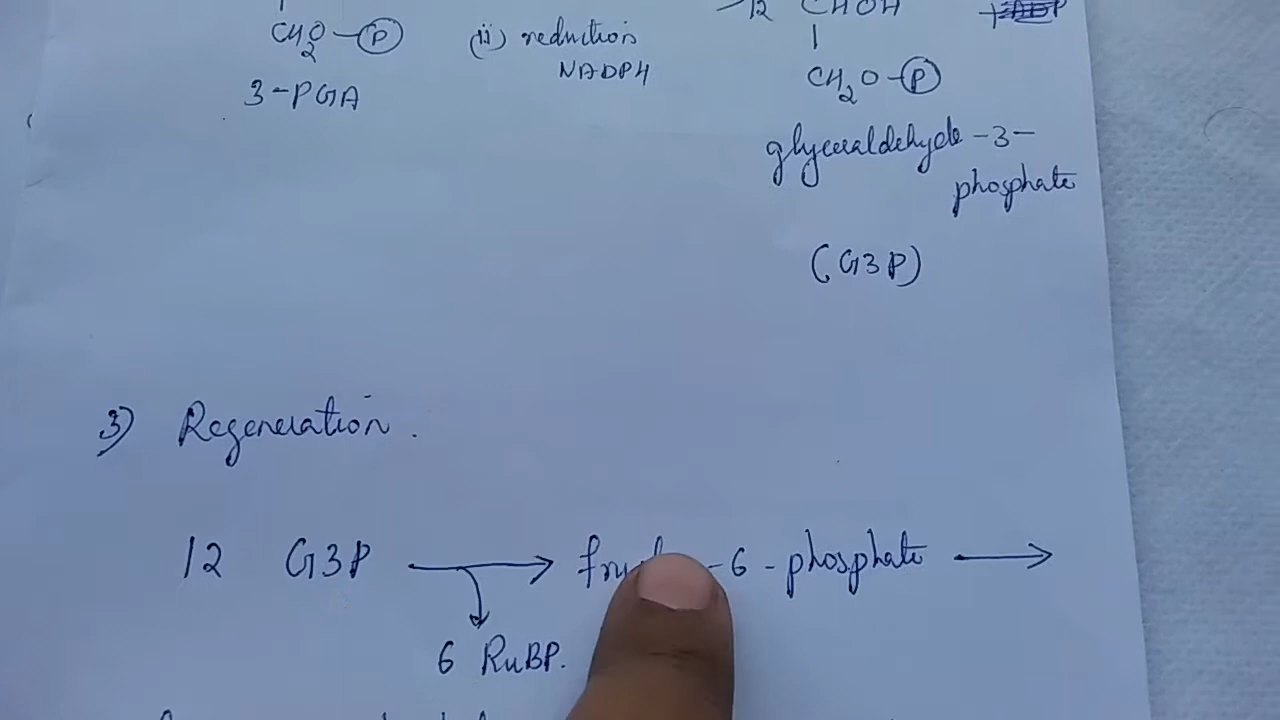 CH2O-P (ii) reduction 12 CHOH
NADPH CH2O-P
3-PGA
glyceraldehyde-3-
phosphate
(G3P)
3) Regeneration.
12 G3P → -6-phosphate →
6 RuBP.